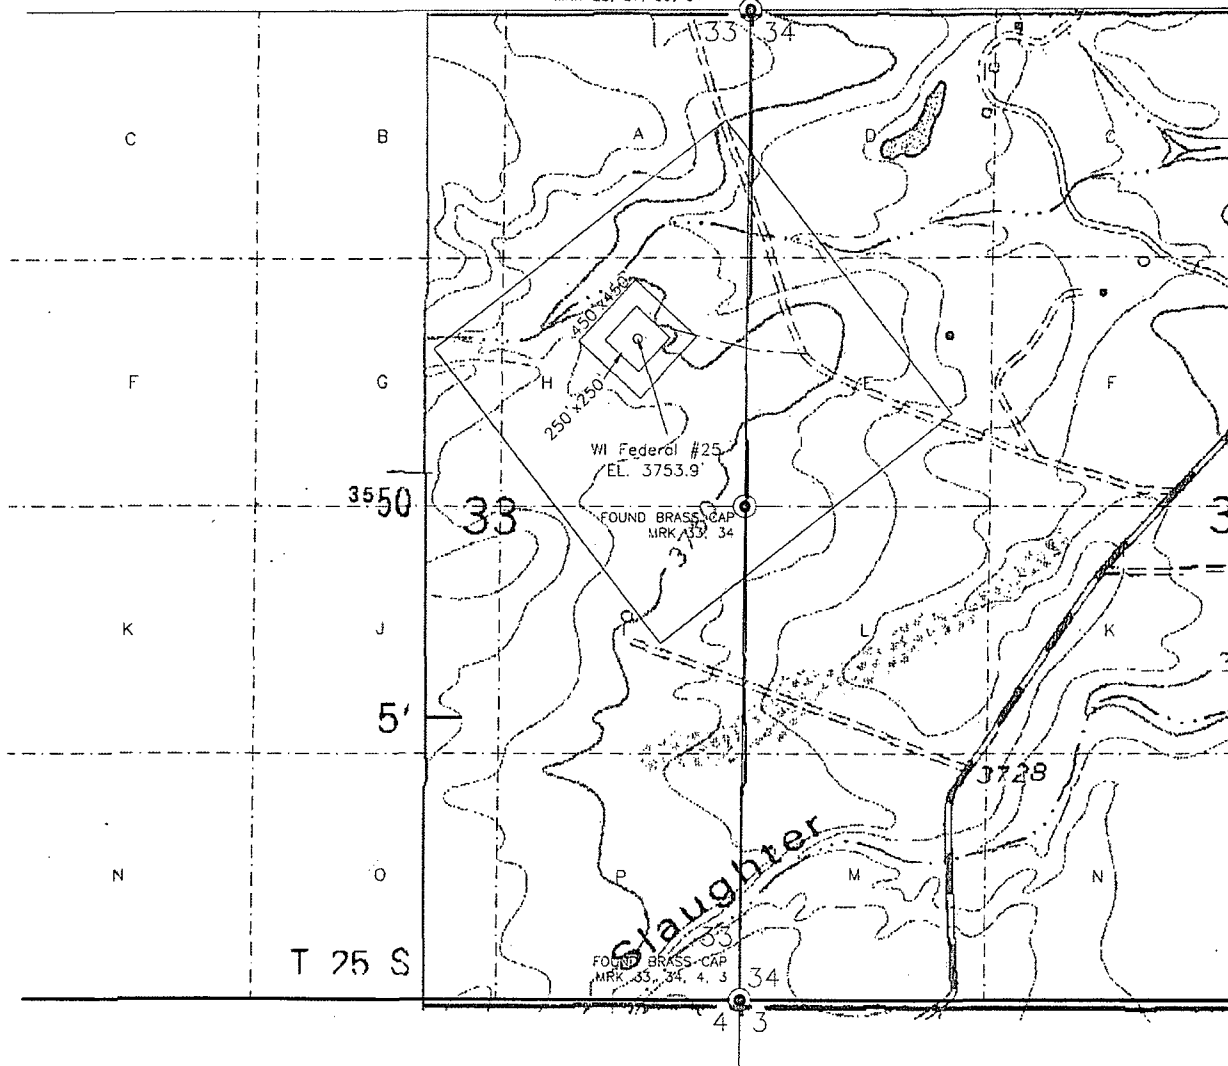 33 34
C B A D C
450'x450'
F G H E F
250'x250'
WI Federal #25
EL. 3753.9'
3550 33
FOUND BRASS CAP
MRK 33, 34
K J I L K
5'
3728
Slaughter
N O P M N
33
T 25 S
FOUND BRASS CAP
MRK 33, 34, 4, 3
34
4 3